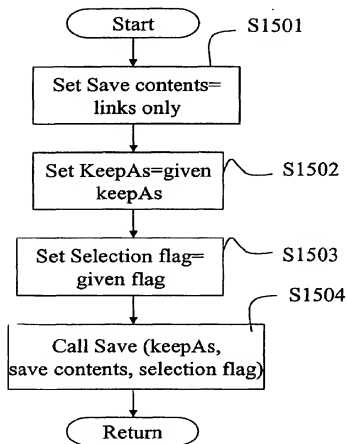 Start
S1501
Set Save contents=
links only
Set KeepAs=given
keepAs
S1502
Set Selection flag=
given flag
S1503
S1504
Call Save (keepAs,
save contents, selection flag)
Return